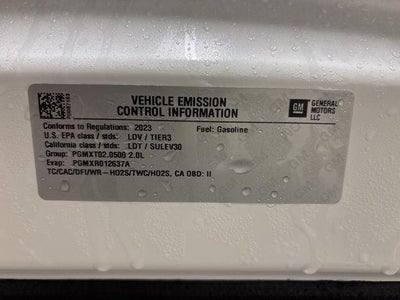 VEHICLE EMISSION
CONTROL INFORMATION
GM
GENERAL
MOTORS
LLC
Conforms to Regulations: 2023
Fuel: Gasoline
U.S. EPA class / stds: LDV / TIER3
California class / stds: LDT / SULEV30
Group: PGMXT02.0500 2.0L
Evap: PGMXR012637A
TC/CAC/DFI/WR-HO2S/TWC/HO2S, CA OBD: II